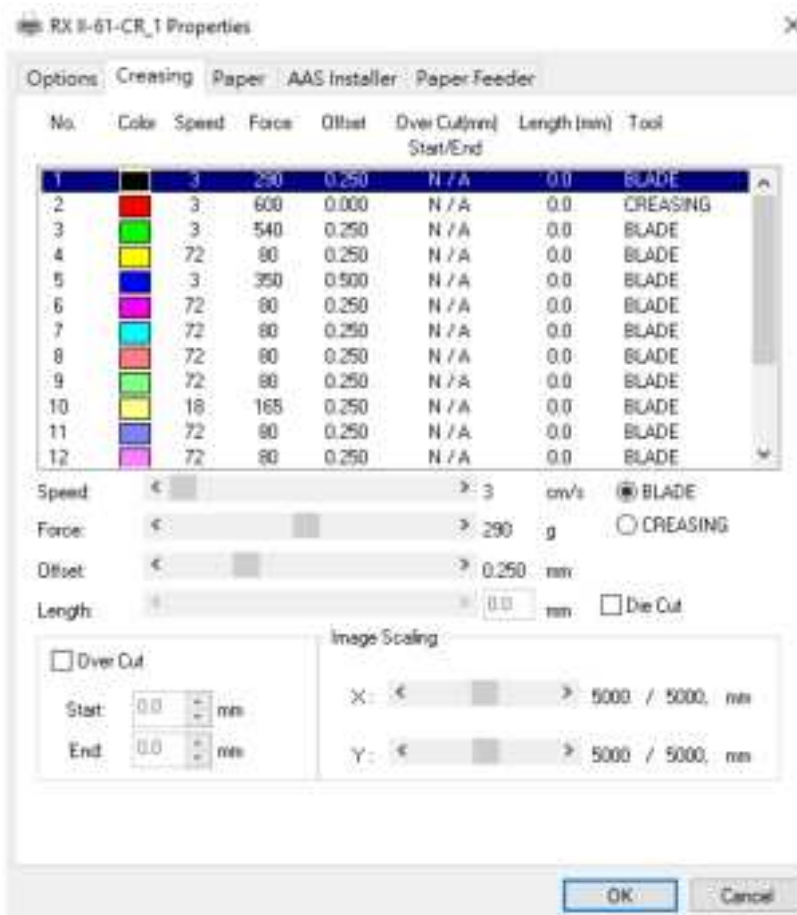 RX II-61-CR_1 Properties
Options Creasing Paper AAS Installer Paper Feeder
No. Color Speed Force Offset Over Cut(mm) Length (mm) Tool
Start/End
1 3 290 0.250 N / A 0.0 BLADE
2 3 600 0.000 N / A 0.0 CREASING
3 3 540 0.250 N / A 0.0 BLADE
4 72 80 0.250 N / A 0.0 BLADE
5 3 350 0.500 N / A 0.0 BLADE
6 72 80 0.250 N / A 0.0 BLADE
7 72 80 0.250 N / A 0.0 BLADE
8 72 80 0.250 N / A 0.0 BLADE
9 72 80 0.250 N / A 0.0 BLADE
10 18 165 0.250 N / A 0.0 BLADE
11 72 80 0.250 N / A 0.0 BLADE
12 72 80 0.250 N / A 0.0 BLADE
Speed: 3 cm/s BLADE
Force: 290 g CREASING
Offset: 0.250 mm
Length: 0.0 mm Die Cut
Over Cut
Start: 0.0 mm
End: 0.0 mm
Image Scaling
X: 5000 / 5000, mm
Y: 5000 / 5000, mm
OK Cancel